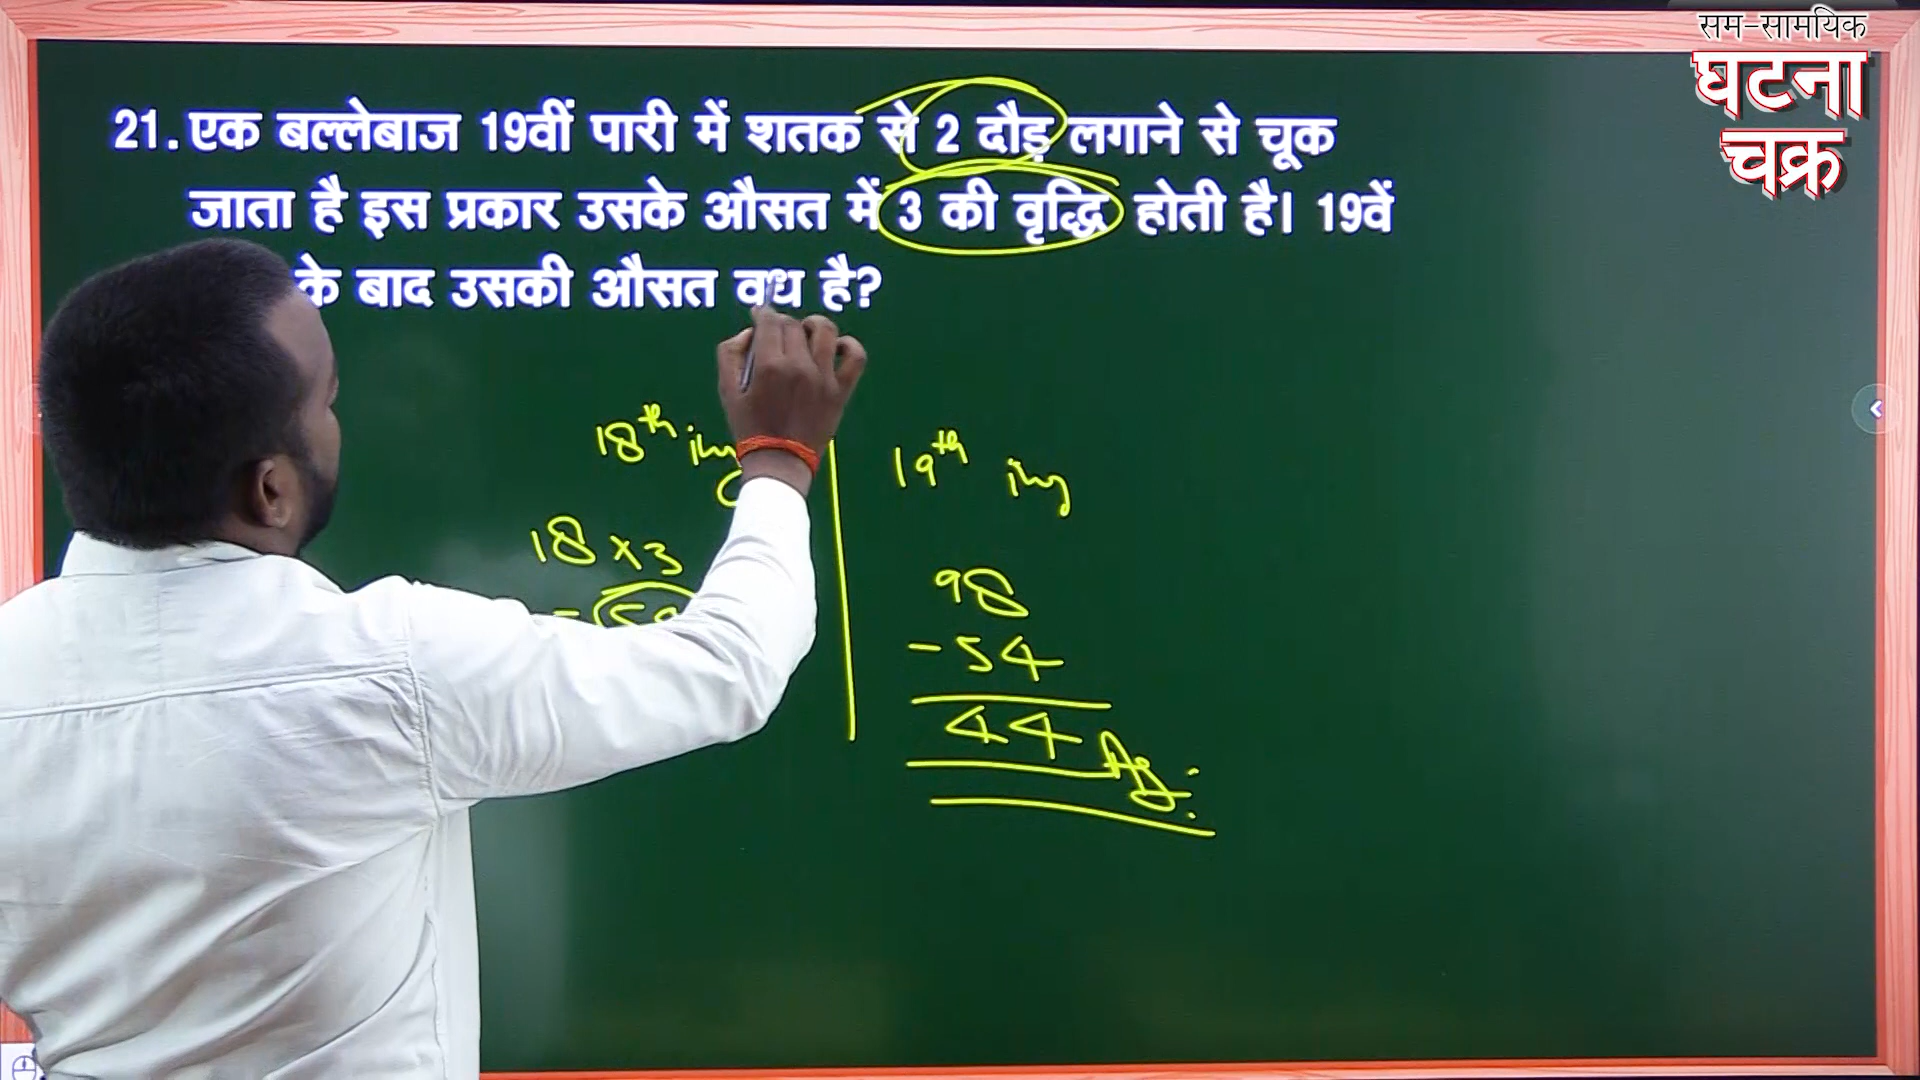 सम-सामयिक
घटना
चक्र
21. एक बल्लेबाज 19वीं पारी में शतक से 2 दौड़ लगाने से चूक
जाता है इस प्रकार उसके औसत में 3 की वृद्धि होती है। 19वें
के बाद उसकी औसत है?
18th
19th
18 x 3
98
- 54
44